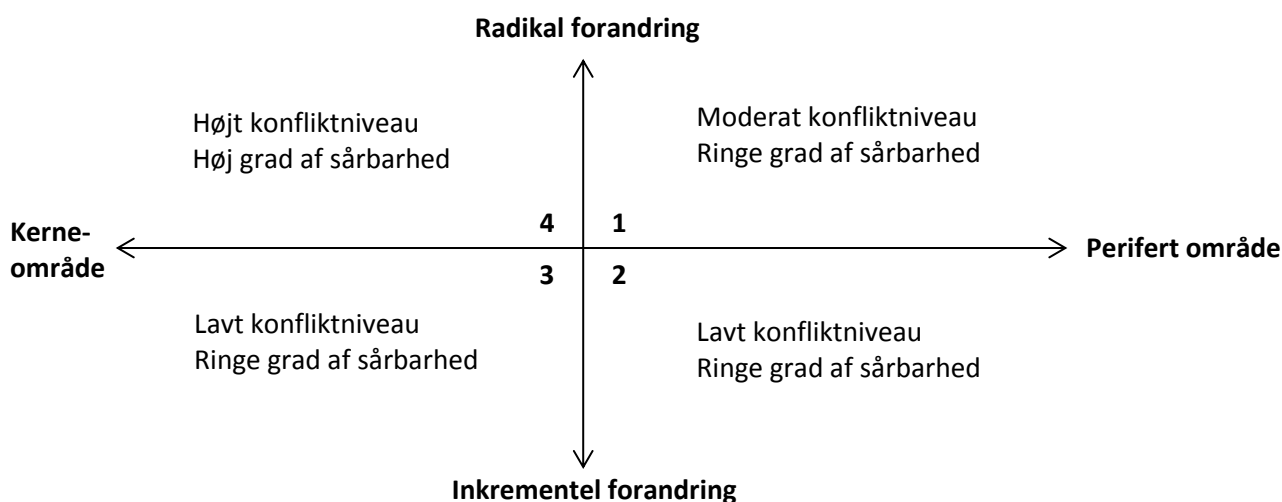 Radikal forandring
Højt konfliktniveau
Høj grad af sårbarhed
Moderat konfliktniveau
Ringe grad af sårbarhed
4 1
Kerne-
område
Perifert område
3 2
Lavt konfliktniveau
Ringe grad af sårbarhed
Lavt konfliktniveau
Ringe grad af sårbarhed
Inkrementel forandring